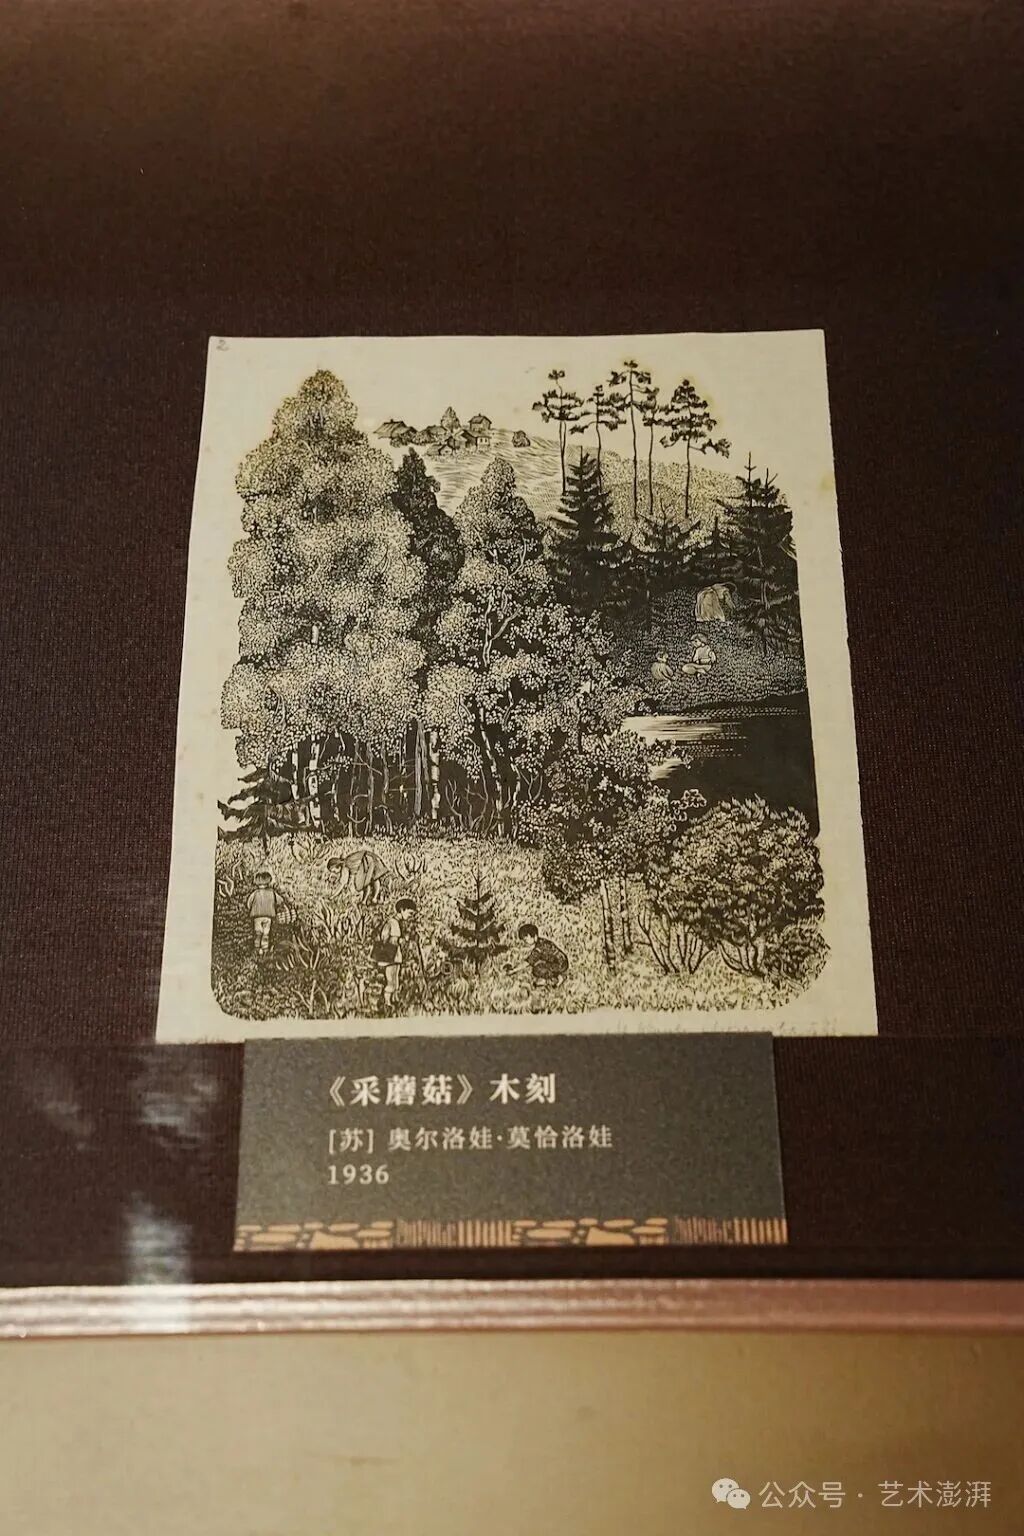 2
《采蘑菇》木刻
[苏] 奥尔洛娃·莫恰洛娃
1936
公众号 · 艺术澎湃